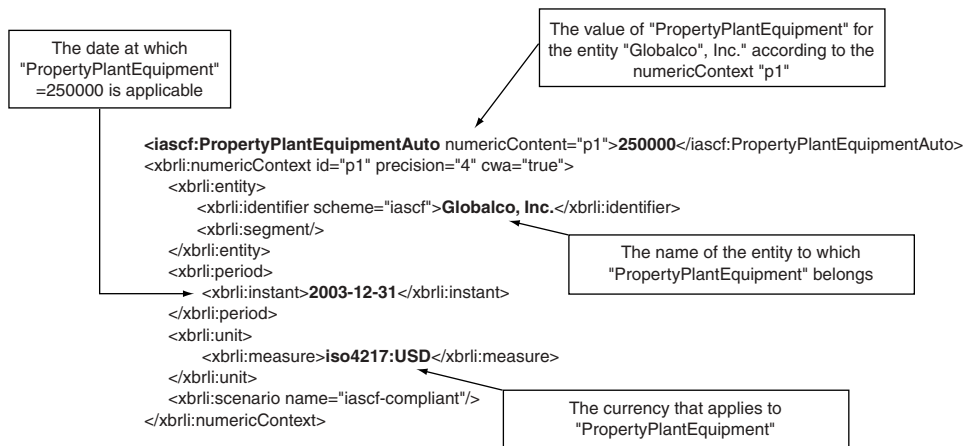 The value of "PropertyPlantEquipment" for
the entity "Globalco", Inc." according to the
numericContext "p1"
The date at which
"PropertyPlantEquipment"
=250000 is applicable
<iascf:PropertyPlantEquipmentAuto numericContent="p1">250000</iascf:PropertyPlantEquipmentAuto>
<xbrli:numericContext id="p1" precision="4" cwa="true">
<xbrli:entity>
<xbrli:identifier scheme="iascf">Globalco, Inc.</xbrli:identifier>
<xbrli:segment/>
</xbrli:entity>
The name of the entity to which
"PropertyPlantEquipment" belongs
<xbrli:period>
<xbrli:instant>2003-12-31</xbrli:instant>
</xbrli:period>
<xbrli:unit>
<xbrli:measure>iso4217:USD</xbrli:measure>
</xbrli:unit>
<xbrli:scenario name="iascf-compliant"/>
</xbrli:numericContext>
The currency that applies to
"PropertyPlantEquipment"